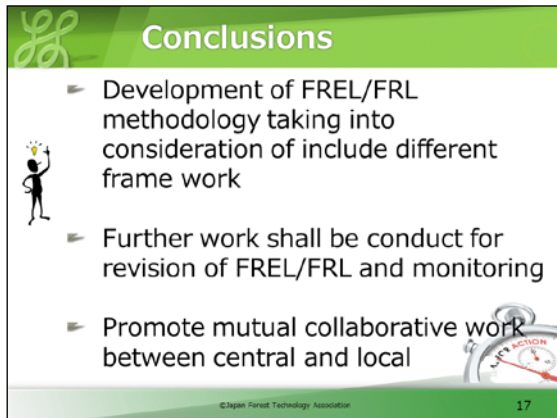 Conclusions
Development of FREL/FRL
methodology taking into
consideration of include different
frame work
Further work shall be conduct for
revision of FREL/FRL and monitoring
Promote mutual collaborative work
between central and local
ACTION
©Japan Forest Technology Association
17